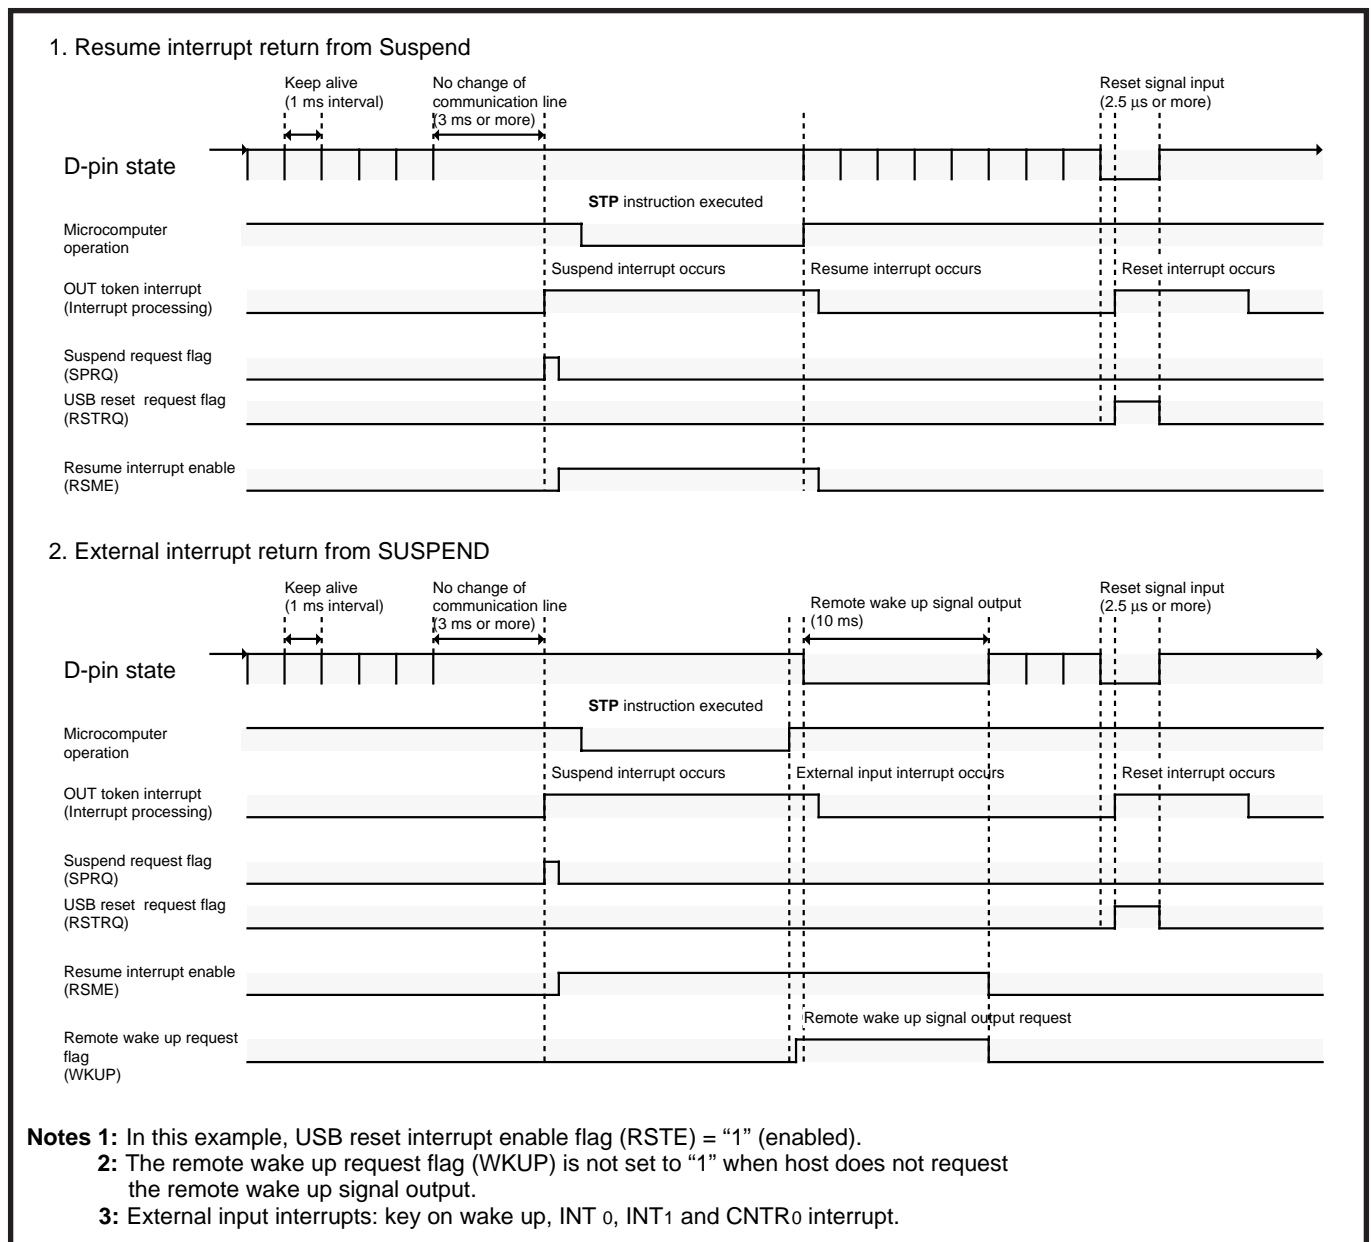 1. Resume interrupt return from Suspend
Keep alive
(1 ms interval)
No change of
communication line
(3 ms or more)
Reset signal input
(2.5 µs or more)
D-pin state
STP instruction executed
Microcomputer
operation
Suspend interrupt occurs
Resume interrupt occurs
Reset interrupt occurs
OUT token interrupt
(Interrupt processing)
Suspend request flag
(SPRQ)
USB reset request flag
(RSTRQ)
Resume interrupt enable
(RSME)
2. External interrupt return from SUSPEND
Keep alive
(1 ms interval)
No change of
communication line
(3 ms or more)
Remote wake up signal output
(10 ms)
Reset signal input
(2.5 µs or more)
D-pin state
STP instruction executed
Microcomputer
operation
Suspend interrupt occurs
External input interrupt occurs
Reset interrupt occurs
OUT token interrupt
(Interrupt processing)
Suspend request flag
(SPRQ)
USB reset request flag
(RSTRQ)
Resume interrupt enable
(RSME)
Remote wake up signal output request
Remote wake up request
flag
(WKUP)
Notes 1: In this example, USB reset interrupt enable flag (RSTE) = “1” (enabled).
2: The remote wake up request flag (WKUP) is not set to “1” when host does not request
the remote wake up signal output.
3: External input interrupts: key on wake up, INT 0, INT1 and CNTR0 interrupt.